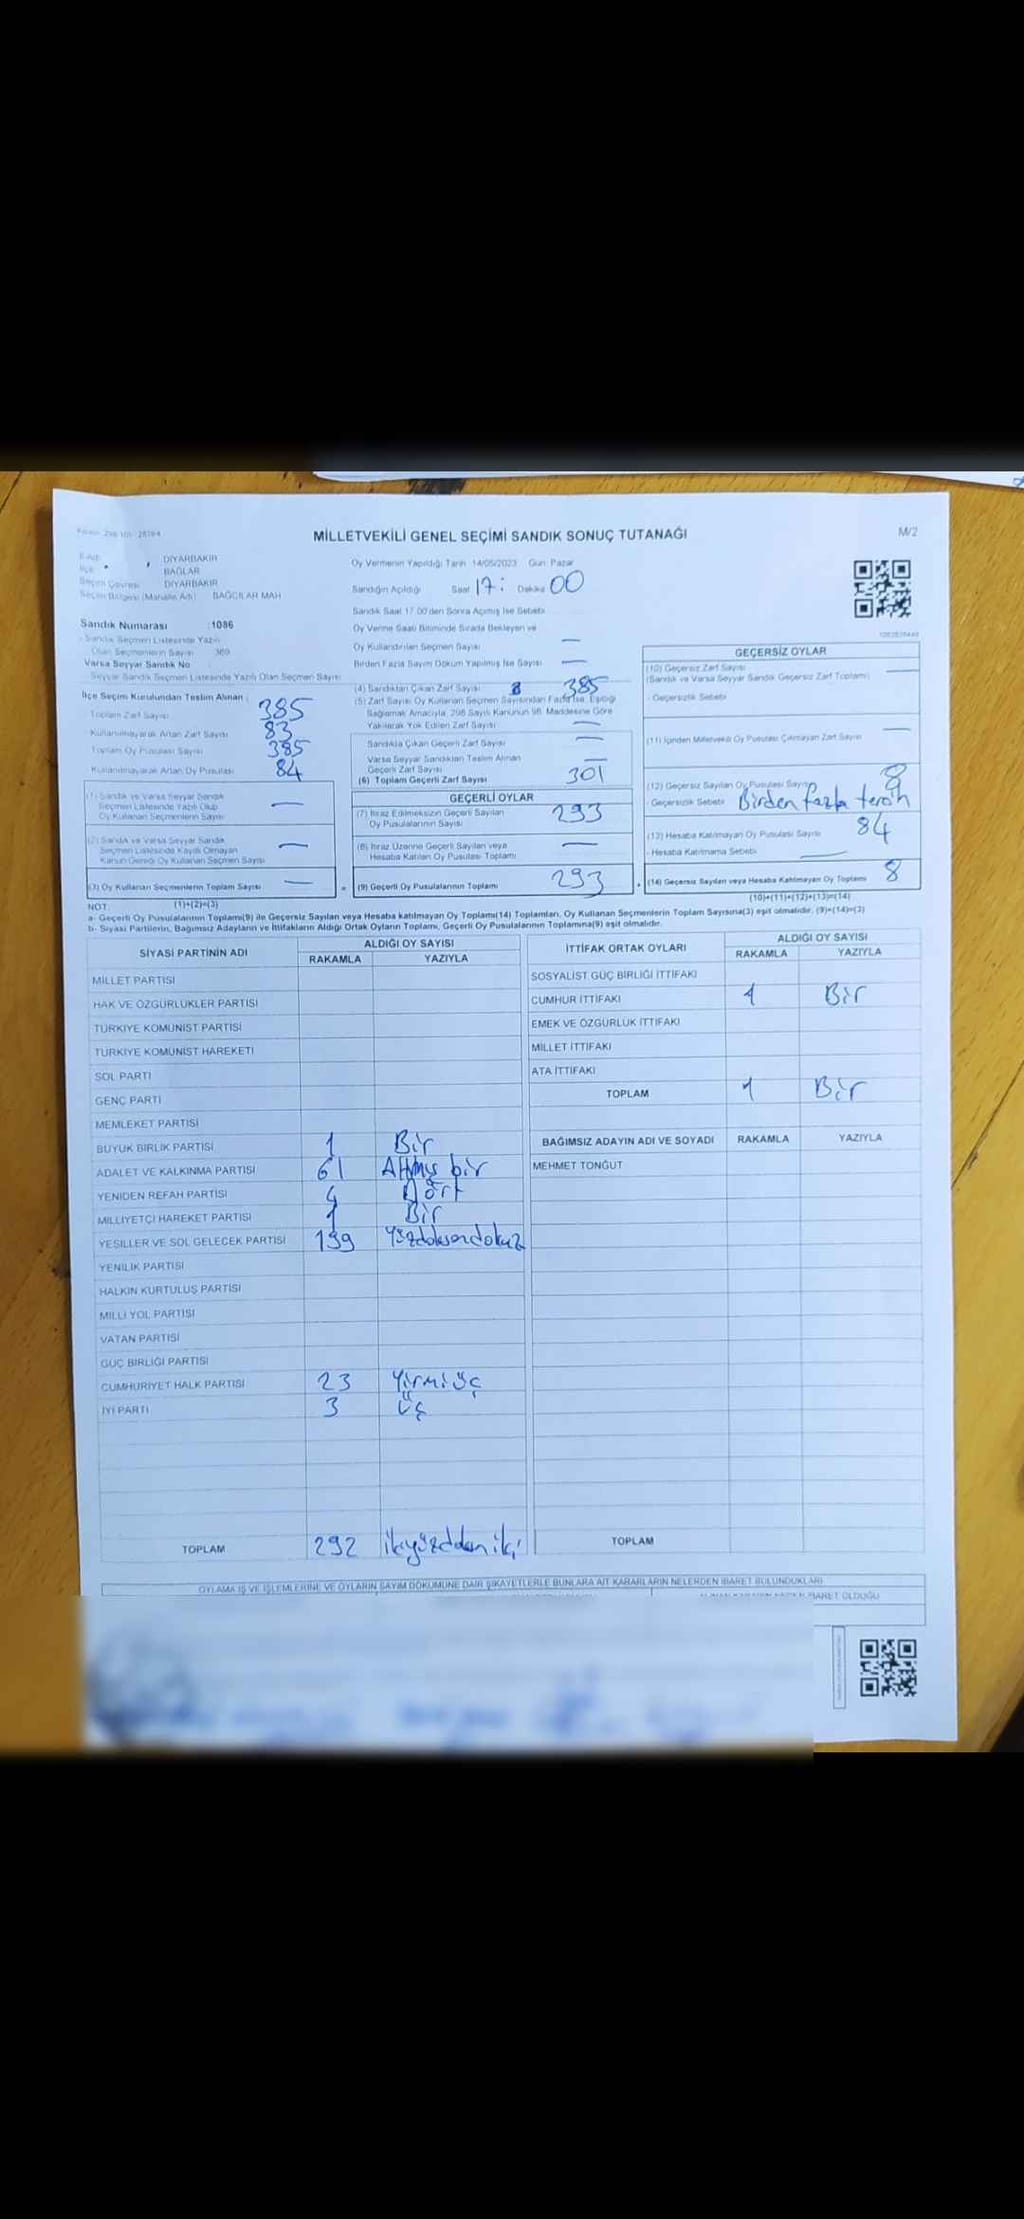 MİLLETVEKİLİ GENEL SEÇİMİ SANDIK SONUÇ TUTANAĞI
M/2
DİYARBAKIR
BAĞLAR
Seçim Çevresi DİYARBAKIR
Seçim Bölgesi (Mahalle Adı) BAĞCILAR MAH
Sandık Numarası :1086
Sandık Seçmen Listesinde Yazılı
Olan Seçmenlerin Sayısı
Varsa Seyyar Sandık No
Seyyar Sandık Seçmen Listesinde Yazılı Olan Seçmen Sayısı
İlçe Seçim Kurulundan Teslim Alınan :
Toplam Zarf Sayısı 385
Kullanılmayarak Artan Zarf Sayısı 83
Toplam Oy Pusulası Sayısı 385
Kullanılmayarak Artan Oy Pusulası 84
(1) Sandık ve Varsa Seyyar Sandık
Seçmen Listesinde Yazılı Olup
Oy Kullanan Seçmenlerin Sayısı —
(2) Sandık ve Varsa Seyyar Sandık
Seçmen Listesinde Kayıtlı Olmayan
Kanun Gereği Oy Kullanan Seçmen Sayısı —
(3) Oy Kullanan Seçmenlerin Toplam Sayısı —
(1)+(2)=(3)
Oy Vermenin Yapıldığı Tarih 14/05/2023 Gün Pazar
Sandığın Açıldığı Saat 17: Dakika 00
Sandık Saat 17.00'den Sonra Açılmış İse Sebebi
Oy Verme Saati Bitiminde Sırada Bekleyen ve
Oy Kullandırılan Seçmen Sayısı —
Birden Fazla Sayım Döküm Yapılmış İse Sayısı —
(4) Sandıktan Çıkan Zarf Sayısı 385
(5) Zarf Sayısı Oy Kullanan Seçmen Sayısından Fazla İse, Eşitliği
Sağlamak Amacıyla, 298 Sayılı Kanunun 98. Maddesine Göre
Yakılarak Yok Edilen Zarf Sayısı —
Sandıkta Çıkan Geçerli Zarf Sayısı —
Varsa Seyyar Sandıktan Teslim Alınan
Geçerli Zarf Sayısı —
(6) Toplam Geçerli Zarf Sayısı 301
GEÇERLİ OYLAR
(7) İtiraz Edilmeksizin Geçerli Sayılan
Oy Pusulalarının Sayısı 293
(8) İtiraz Üzerine Geçerli Sayılan veya
Hesaba Katılan Oy Pusulası Toplamı —
(9) Geçerli Oy Pusulalarının Toplamı 293
GEÇERSİZ OYLAR
(10) Geçersiz Zarf Sayısı
(Sandık ve Varsa Seyyar Sandık Geçersiz Zarf Toplamı) —
- Geçersizlik Sebebi
(11) İçinden Milletvekili Oy Pusulası Çıkmayan Zarf Sayısı —
(12) Geçersiz Sayılan Oy Pusulası Sayısı 8
- Geçersizlik Sebebi Birden fazla tercih
(13) Hesaba Katılmayan Oy Pusulası Sayısı 84
- Hesaba Katılmama Sebebi —
(14) Geçersiz Sayılan veya Hesaba Katılmayan Oy Toplamı 8
(10)+(11)+(12)+(13)=(14)
NOT:
a- Geçerli Oy Pusulalarının Toplamı(9) ile Geçersiz Sayılan veya Hesaba katılmayan Oy Toplamı(14) Toplamları, Oy Kullanan Seçmenlerin Toplam Sayısına(3) eşit olmalıdır. (9)+(14)=(3)
b- Siyasi Partilerin, Bağımsız Adayların ve İttifakların Aldığı Ortak Oyların Toplamı, Geçerli Oy Pusulalarının Toplamına(9) eşit olmalıdır.
SİYASİ PARTİNİN ADI ALDIĞI OY SAYISI
RAKAMLA YAZIYLA
MİLLET PARTİSİ
HAK VE ÖZGÜRLÜKLER PARTİSİ
TÜRKİYE KOMÜNİST PARTİSİ
TÜRKİYE KOMÜNİST HAREKETİ
SOL PARTİ
GENÇ PARTİ
MEMLEKET PARTİSİ
BÜYÜK BİRLİK PARTİSİ 1 Bir
ADALET VE KALKINMA PARTİSİ 61 Altmış bir
YENİDEN REFAH PARTİSİ 4 Dört
MİLLİYETÇİ HAREKET PARTİSİ 1 Bir
YEŞİLLER VE SOL GELECEK PARTİSİ 199 Yüzdoksandokuz
YENİLİK PARTİSİ
HALKIN KURTULUŞ PARTİSİ
MİLLİ YOL PARTİSİ
VATAN PARTİSİ
GÜÇ BİRLİĞİ PARTİSİ
CUMHURİYET HALK PARTİSİ 23 Yirmi üç
İYİ PARTİ 3 üç
TOPLAM 292
İTTİFAK ORTAK OYLARI ALDIĞI OY SAYISI
RAKAMLA YAZIYLA
SOSYALİST GÜÇ BİRLİĞİ İTTİFAKI
CUMHUR İTTİFAKI 1 Bir
EMEK VE ÖZGÜRLÜK İTTİFAKI
MİLLET İTTİFAKI
ATA İTTİFAKI
TOPLAM 1 Bir
BAĞIMSIZ ADAYIN ADI VE SOYADI RAKAMLA YAZIYLA
MEHMET TONĞUT
TOPLAM
OYLAMA İŞ VE İŞLEMLERİNE VE OYLARIN SAYIM DÖKÜMÜNE DAİR ŞİKAYETLERLE BUNLARA AİT KARARLARIN NELERDEN İBARET BULUNDUKLARI
İBARET OLDUĞU